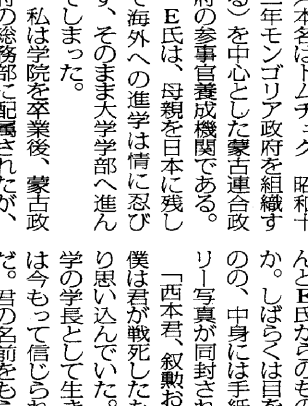 本名はームチュク　昭和十
三年モンゴリア政府を組織す
る）を中心とした蒙古連合政
府の参事官養成機関である。
　E氏は、母親を日本に残し
て海外への進学は情に忍び
ず、そのまま大学学部へ進ん
でしまった。
　私は学院を卒業後、蒙古政
府の総務部に配属されたが、
んとE氏からのもの
か。しばらくは目を
のの、中身には手紙
リー写真が同封され
　「西本君、叙勲お
僕は君が戦死したも
り思い込んでいた。
学の学長として生き
は今もって信じられ
だ。君の名前をもら